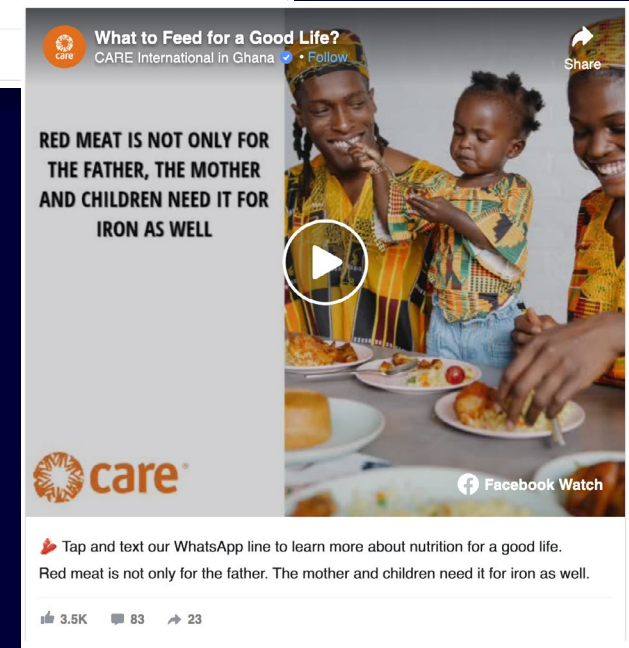 What to Feed for a Good Life?
CARE International in Ghana • Follow
Share
care
RED MEAT IS NOT ONLY FOR
THE FATHER, THE MOTHER
AND CHILDREN NEED IT FOR
IRON AS WELL
care®
Facebook Watch
Tap and text our WhatsApp line to learn more about nutrition for a good life.
Red meat is not only for the father. The mother and children need it for iron as well.
3.5K 83 23